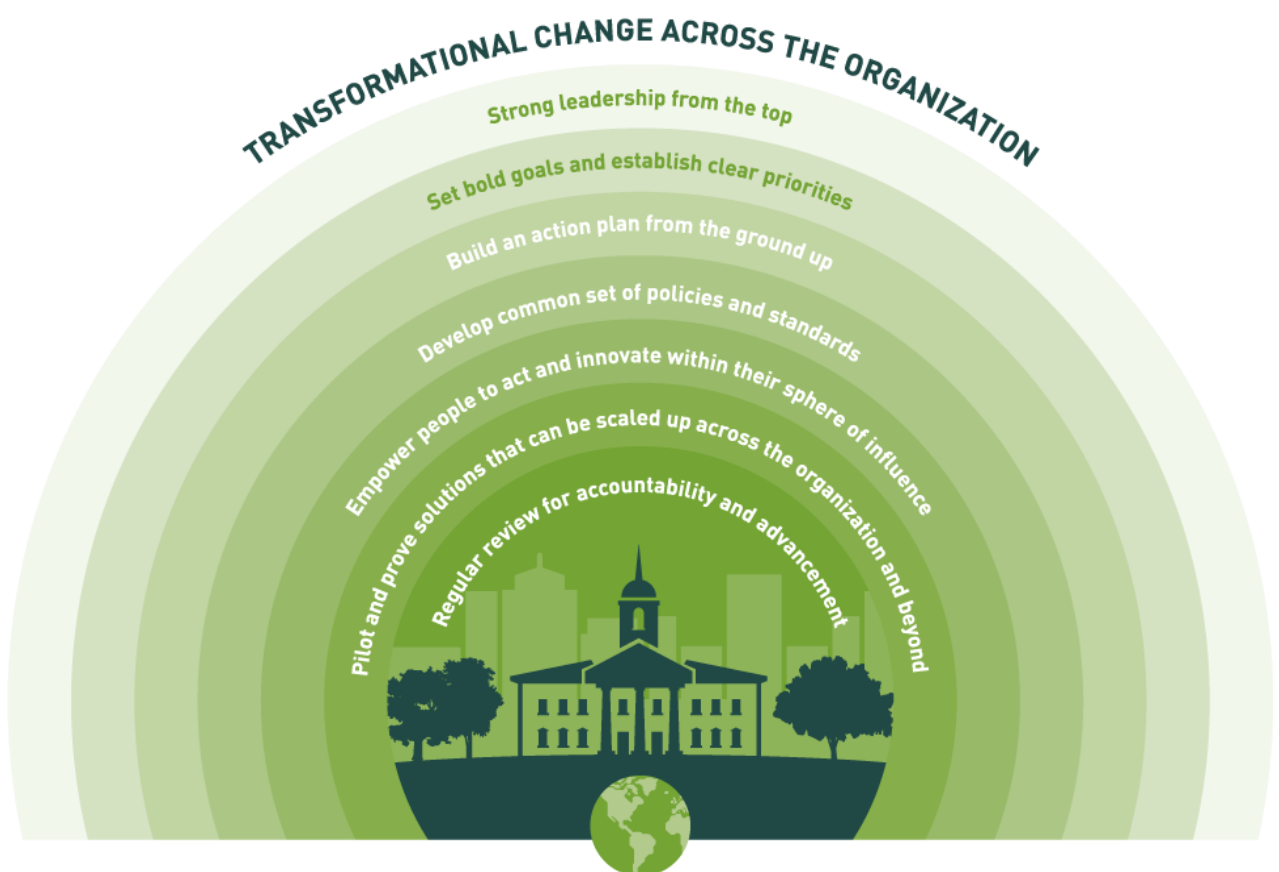 TRANSFORMATIONAL CHANGE ACROSS THE ORGANIZATION
Strong leadership from the top
Set bold goals and establish clear priorities
Build an action plan from the ground up
Develop common set of policies and standards
Empower people to act and innovate within their sphere of influence
Pilot and prove solutions that can be scaled up across the organization and beyond
Regular review for accountability and advancement